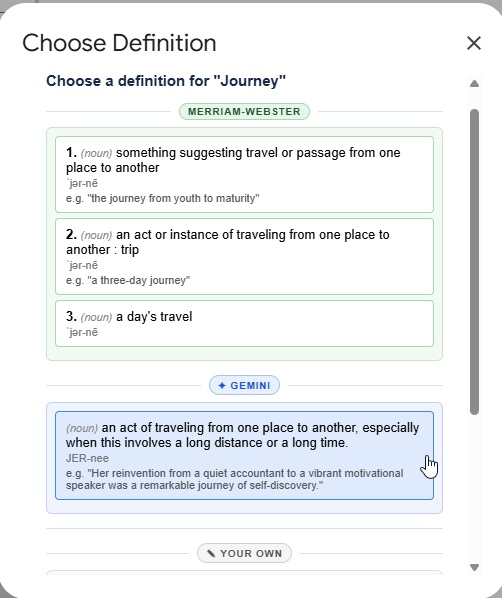 Choose Definition
Choose a definition for "Journey"
MERRIAM-WEBSTER
1. (noun) something suggesting travel or passage from one
place to another
ˈjər-nē
e.g. "the journey from youth to maturity"
2. (noun) an act or instance of traveling from one place to
another : trip
ˈjər-nē
e.g. "a three-day journey"
3. (noun) a day's travel
ˈjər-nē
GEMINI
(noun) an act of traveling from one place to another, especially
when this involves a long distance or a long time.
JER-nee
e.g. "Her reinvention from a quiet accountant to a vibrant motivational
speaker was a remarkable journey of self-discovery."
YOUR OWN